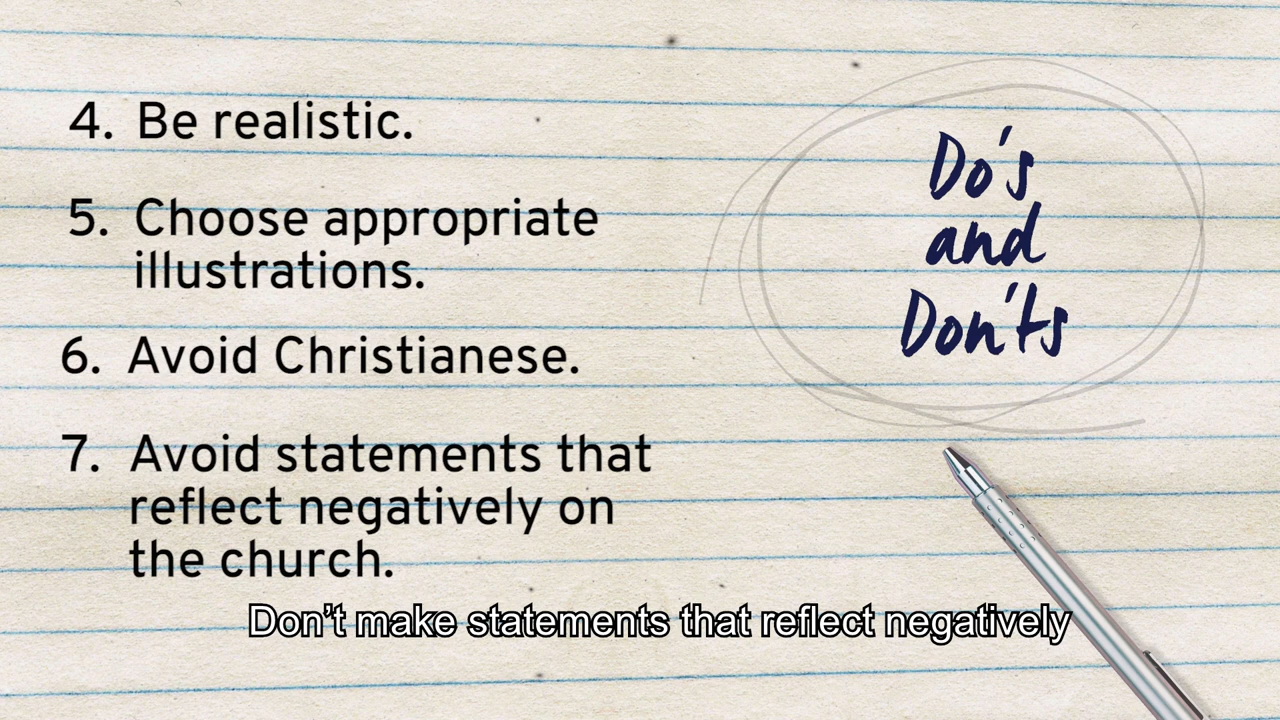 4. Be realistic.
5. Choose appropriate
illustrations.
6. Avoid Christianese.
7. Avoid statements that
reflect negatively on
the church.
Do's
and
Don'ts
Don't make statements that reflect negatively